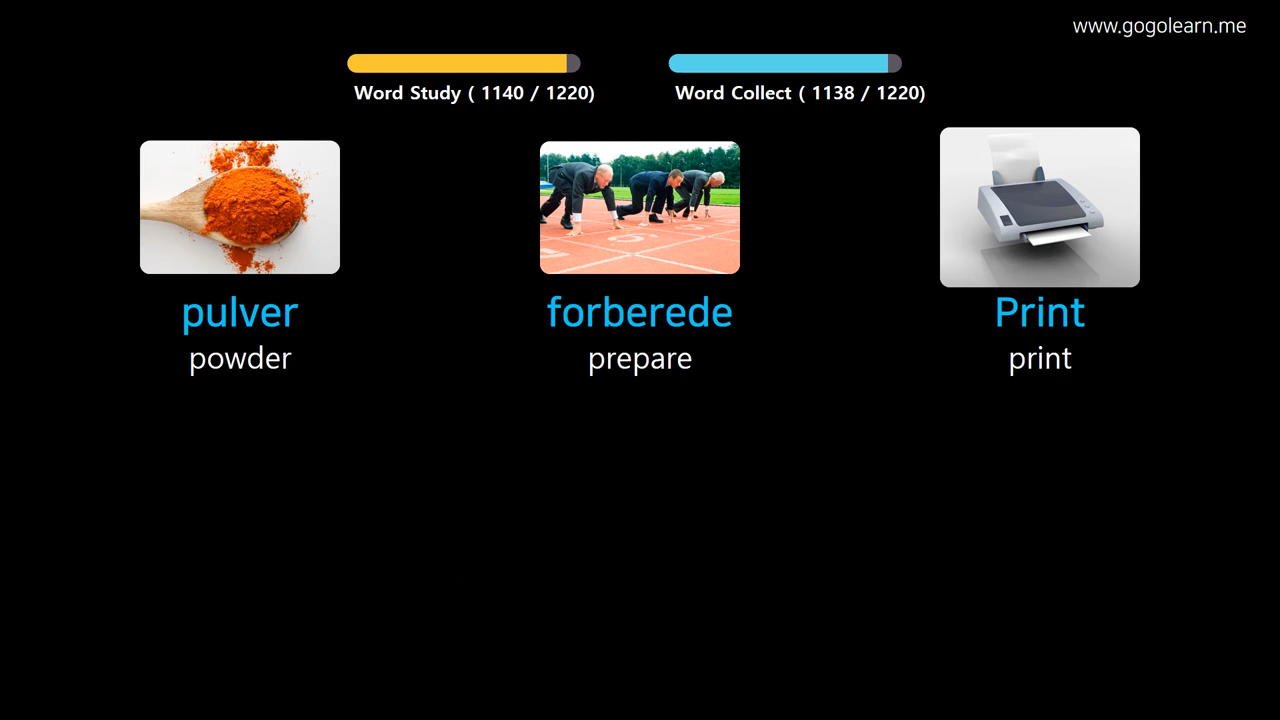 www.gogolearn.me
Word Study ( 1140 / 1220)
Word Collect ( 1138 / 1220)
pulver
powder
forberede
prepare
Print
print